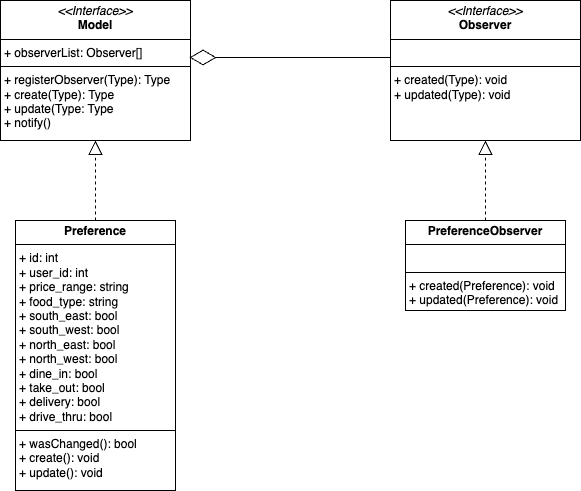 <<Interface>>
Model
+ observerList: Observer[]
+ registerObserver(Type): Type
+ create(Type): Type
+ update(Type: Type
+ notify()
<<Interface>>
Observer
+ created(Type): void
+ updated(Type): void
Preference
+ id: int
+ user_id: int
+ price_range: string
+ food_type: string
+ south_east: bool
+ south_west: bool
+ north_east: bool
+ north_west: bool
+ dine_in: bool
+ take_out: bool
+ delivery: bool
+ drive_thru: bool
+ wasChanged(): bool
+ create(): void
+ update(): void
PreferenceObserver
+ created(Preference): void
+ updated(Preference): void